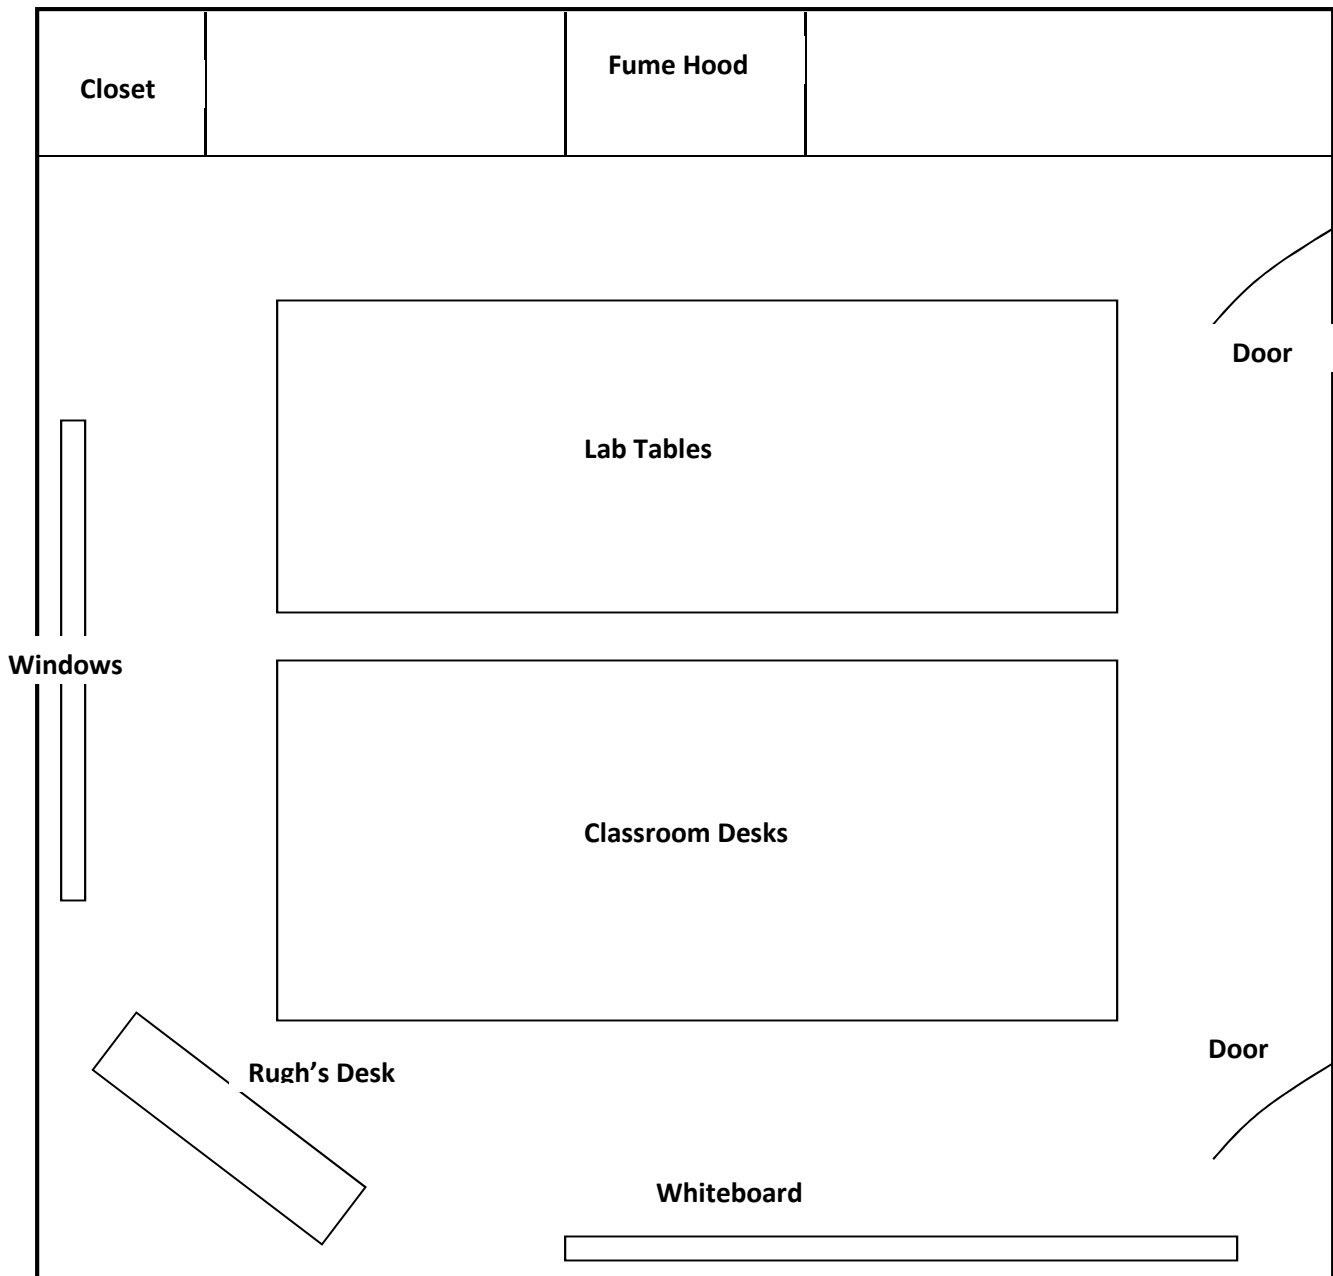 Fume Hood
Closet
Door
Lab Tables
Windows
Classroom Desks
Door
Rugh's Desk
Whiteboard